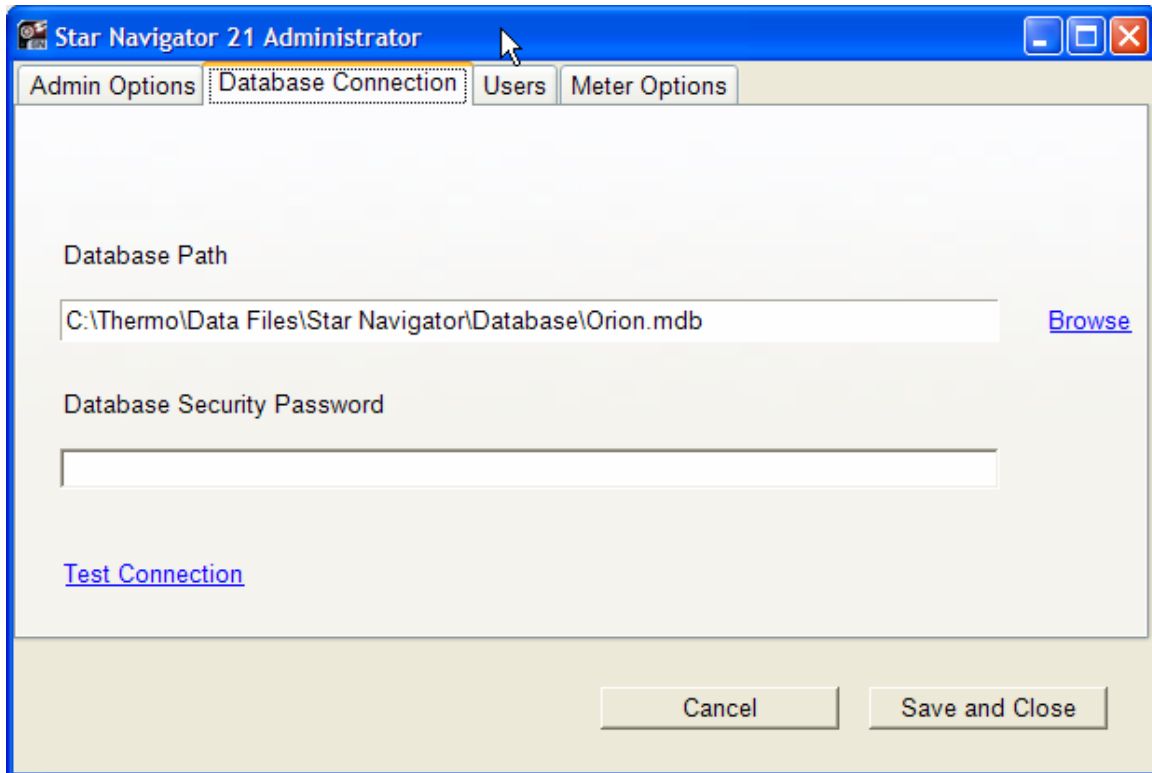 Star Navigator 21 Administrator
Admin Options Database Connection Users Meter Options
Database Path
C:\Thermo\Data Files\Star Navigator\Database\Orion.mdb Browse
Database Security Password
Test Connection
Cancel Save and Close